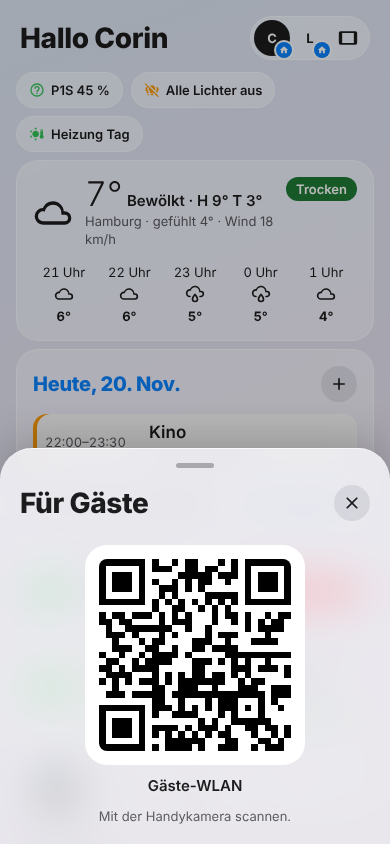 Hallo Corin
C
L
P1S 45 %
Alle Lichter aus
Heizung Tag
7° Bewölkt · H 9° T 3°
Trocken
Hamburg · gefühlt 4° · Wind 18
km/h
21 Uhr 22 Uhr 23 Uhr 0 Uhr 1 Uhr
6° 6° 5° 5° 4°
Heute, 20. Nov.
Kino
22:00–23:30
Für Gäste
Gäste-WLAN
Mit der Handykamera scannen.